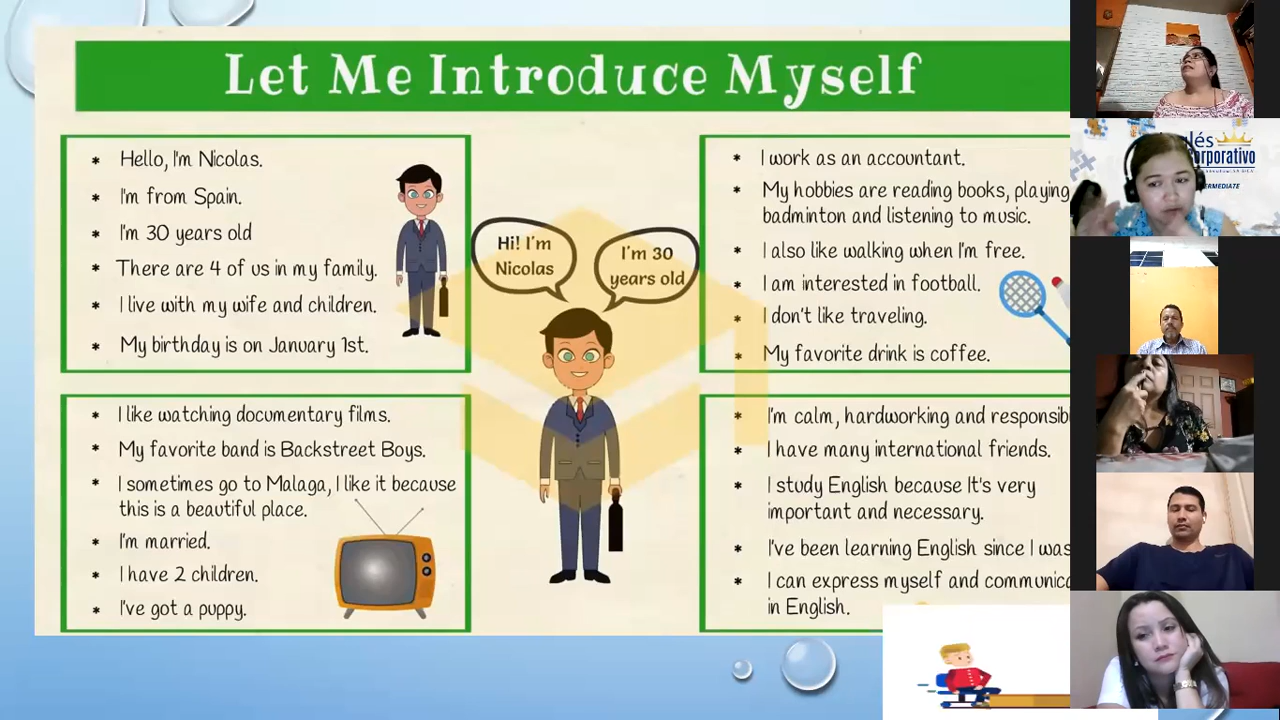 Let Me Introduce Myself
* Hello, I'm Nicolas.
* I'm from Spain.
* I'm 30 years old
* There are 4 of us in my family.
* I live with my wife and children.
* My birthday is on January 1st.
Hi! I'm
Nicolas
I'm 30
years old
* I work as an accountant.
* My hobbies are reading books, playing
badminton and listening to music.
* I also like walking when I'm free.
* I am interested in football.
* I don't like traveling.
* My favorite drink is coffee.
* I like watching documentary films.
* My favorite band is Backstreet Boys.
* I sometimes go to Malaga, I like it because
this is a beautiful place.
* I'm married.
* I have 2 children.
* I've got a puppy.
* I'm calm, hardworking and
* I have many international friends.
* I study English because It's very
important and necessary.
* I've been learning English since I was
* I can express myself and
in English.